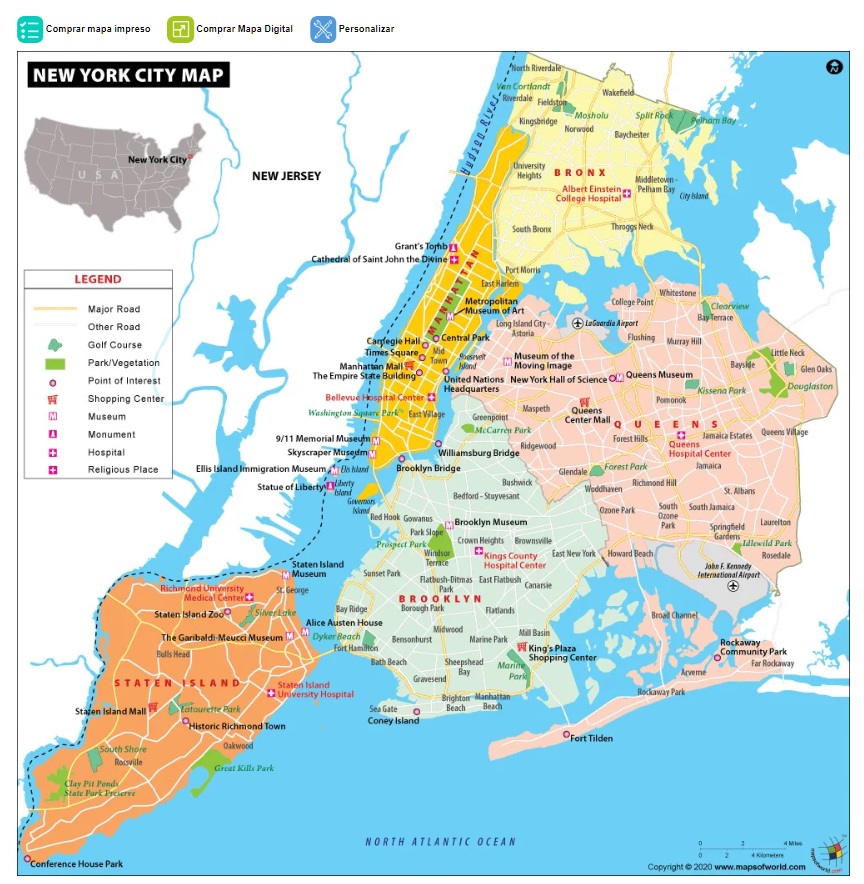 Comprar mapa impreso
Comprar Mapa Digital
Personalizar
NEW YORK CITY MAP
N
USA
New York City
NEW JERSEY
Hudson River
LEGEND
Major Road
Other Road
Golf Course
Park/Vegetation
Point of Interest
Shopping Center
Museum
Monument
Hospital
Religious Place
North Riverdale
Van Cortlandt
Riverdale
Fieldston
Wakefield
Mosholu
Split Rock
Pelham Bay
Kingsbridge
Norwood
Baychester
University
Heights
BRONX
Albert Einstein
College Hospital
Middletown -
Pelham Bay
City Island
South Bronx
Throggs Neck
Port Morris
Grant's Tomb
Cathedral of Saint John the Divine
MANHATTAN
East Harlem
Metropolitan
Museum of Art
Carnegie Hall
Central Park
Times Square
Mid
Town
Roosevelt
Island
Manhattan Mall
The Empire State Building
United Nations
Headquarters
Bellevue Hospital Center
Washington Square Park
East Village
9/11 Memorial Museum
Skyscraper Museum
Williamsburg Bridge
Brooklyn Bridge
Ellis Island Immigration Museum
Elis Island
Statue of Liberty
Liberty
Island
Governors
Island
Whitestone
College Point
Clearview
Bay Terrace
Long Island City -
Astoria
LaGuardia Airport
Flushing
Murray Hill
Museum of the
Moving Image
Bayside
Little Neck
Glen Oaks
New York Hall of Science
Queens Museum
Kissena Park
Douglaston
Pomonok
Maspeth
Queens
Center Mall
QUEENS
Forest Hills
Queens
Hospital Center
Jamaica Estates
Queens Village
Ridgewood
Jamaica
Glendale
Forest Park
Woodhaven
Richmond Hill
St. Albans
Ozone Park
South
Ozone
Park
South Jamaica
Springfield
Gardens
Laurelton
Idlewild Park
Rosedale
Howard Beach
John F. Kennedy
International Airport
Broad Channel
Rockaway
Community Park
Far Rockaway
Arverne
Rockaway Park
Fort Tilden
Greenpoint
McCarren Park
Bushwick
Bedford - Stuyvesant
Red Hook
Gowanus
Brooklyn Museum
Park Slope
Prospect Park
Crown Heights
Brownsville
Windsor
Terrace
Kings County
Hospital Center
East New York
Sunset Park
Flatbush-Ditmas
Park
East Flatbush
Canarsie
BROOKLYN
Borough Park
Flatlands
Bay Ridge
Midwood
Mill Basin
Dyker Beach
Bensonhurst
Marine Park
King's Plaza
Shopping Center
Fort Hamilton
Bath Beach
Sheepshead
Bay
Marine
Park
Gravesend
Brighton
Beach
Manhattan
Beach
Sea Gate
Coney Island
Staten Island
Museum
Richmond University
Medical Center
St. George
Staten Island Zoo
Silver Lake
Alice Austen House
The Garibaldi-Meucci Museum
Bulls Head
STATEN ISLAND
Staten Island
University Hospital
Staten Island Mall
Latourette Park
Historic Richmond Town
Oakwood
South Shore
Rossville
Great Kills Park
Clay Pit Ponds
State Park Preserve
Conference House Park
NORTH ATLANTIC OCEAN
0 2 4 Miles
0 2 4 Kilometers
Copyright © 2020 www.mapsofworld.com
mapsofworld.com